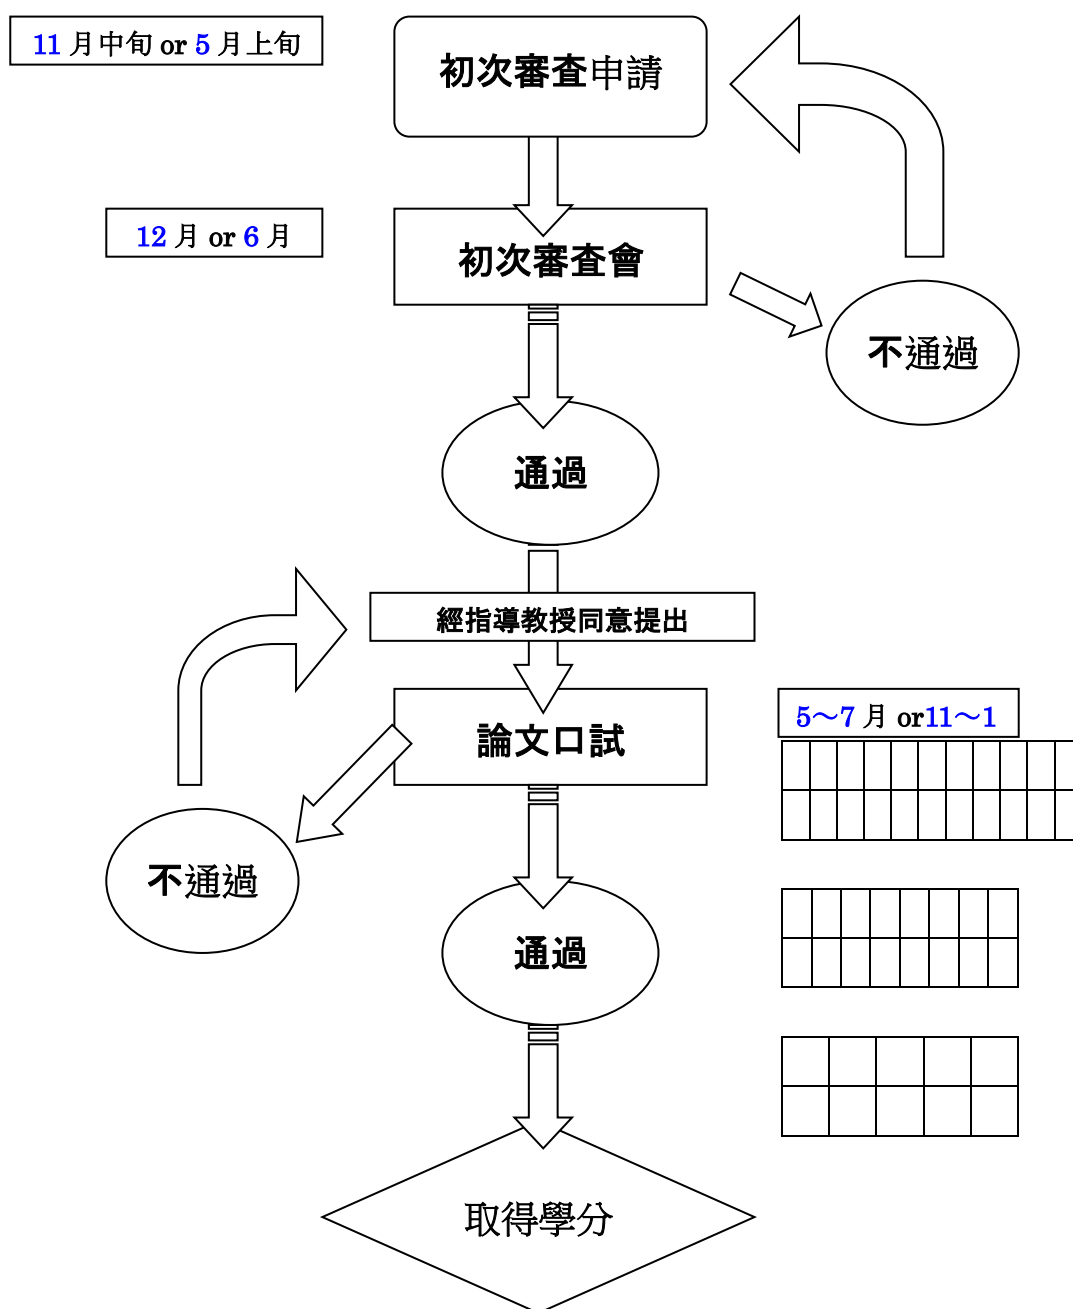 11 月中旬 or 5 月上旬
初次審查申請
12 月 or 6 月
初次審查會
不通過
通過
經指導教授同意提出
論文口試
5～7 月 or11～1
不通過
通過
取得學分